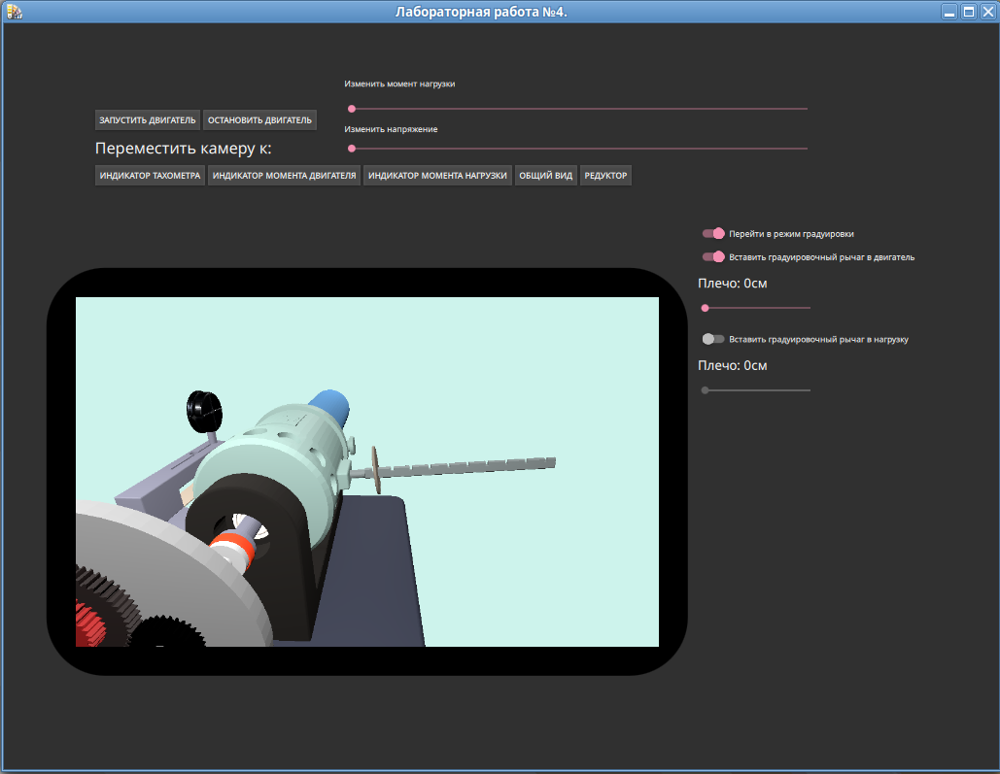 Лабораторная работа №4.
Изменить момент нагрузки
ЗАПУСТИТЬ ДВИГАТЕЛЬ ОСТАНОВИТЬ ДВИГАТЕЛЬ
Изменить напряжение
Переместить камеру к:
ИНДИКАТОР ТАХОМЕТРА ИНДИКАТОР МОМЕНТА ДВИГАТЕЛЯ ИНДИКАТОР МОМЕНТА НАГРУЗКИ ОБЩИЙ ВИД РЕДУКТОР
Перейти в режим градуировки
Вставить градуировочный рычаг в двигатель
Плечо: 0см
Вставить градуировочный рычаг в нагрузку
Плечо: 0см